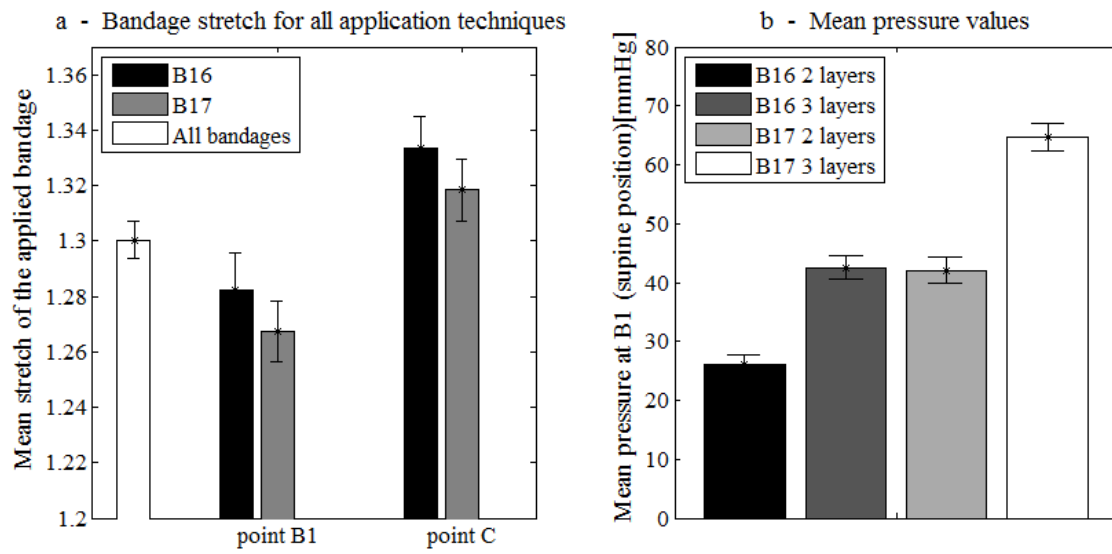 a - Bandage stretch for all application techniques
Mean stretch of the applied bandage
1.36
1.34
1.32
1.3
1.28
1.26
1.24
1.22
1.2
B16
B17
All bandages
point B1
point C
b - Mean pressure values
Mean pressure at B1 (supine position)[mmHg]
80
70
60
50
40
30
20
10
0
B16 2 layers
B16 3 layers
B17 2 layers
B17 3 layers